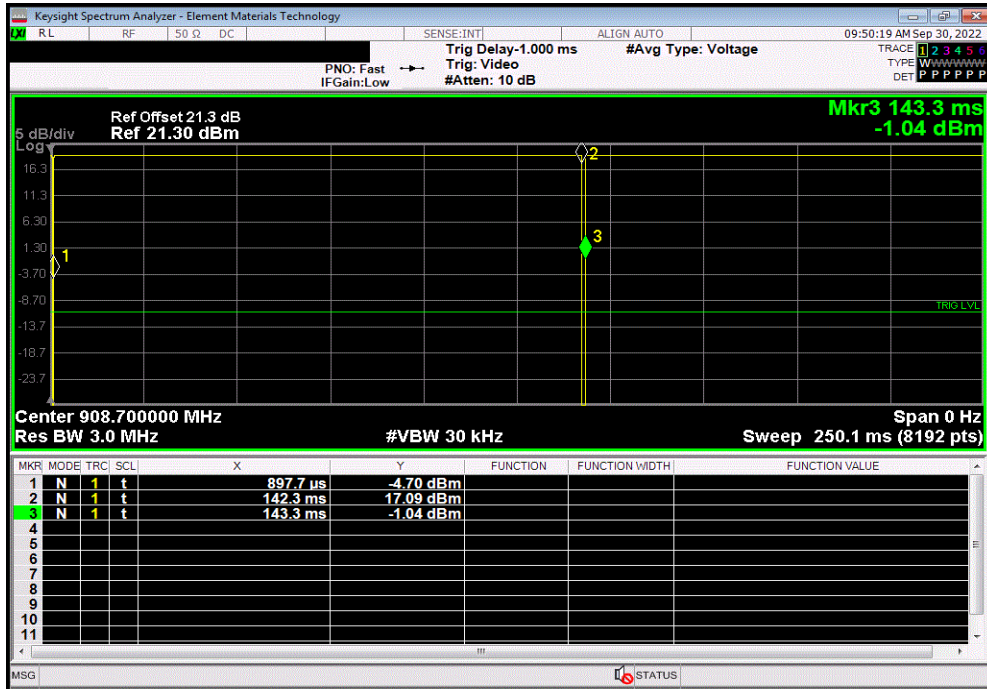 Keysight Spectrum Analyzer - Element Materials Technology
LXI RL RF 50 Ω DC SENSE:INT ALIGN AUTO 09:50:19 AM Sep 30, 2022
Trig Delay-1.000 ms #Avg Type: Voltage TRACE 1 2 3 4 5 6
PNO: Fast Trig: Video TYPE WWWWWW
IFGain:Low #Atten: 10 dB DET P P P P P P
Mkr3 143.3 ms
Ref Offset 21.3 dB
5 dB/div Ref 21.30 dBm -1.04 dBm
Log
2
16.3
11.3
6.30
3
1.30
1
-3.70
-8.70
TRIG LVL
-13.7
-18.7
-23.7
Center 908.700000 MHz Span 0 Hz
Res BW 3.0 MHz #VBW 30 kHz Sweep 250.1 ms (8192 pts)
MKR MODE TRC SCL X Y FUNCTION FUNCTION WIDTH FUNCTION VALUE
1 N 1 t 897.7 µs -4.70 dBm
2 N 1 t 142.3 ms 17.09 dBm
3 N 1 t 143.3 ms -1.04 dBm
4
5
6
7
8
9
10
11
MSG STATUS